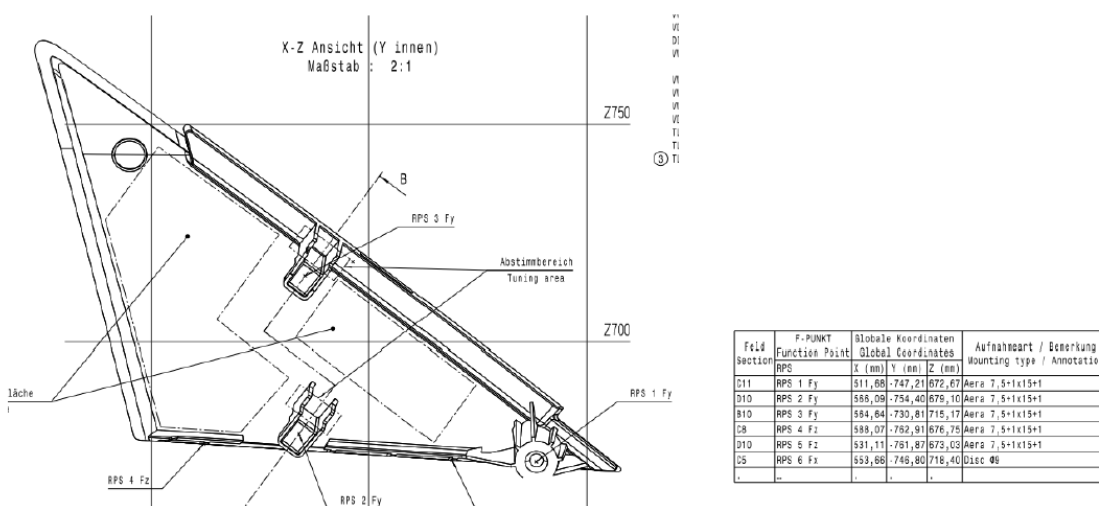 X-Z Ansicht (Y innen)
Maßstab : 2:1
Z750
③
B
RPS 3 Fy
Abstimmbereich
Tuning area
Z700
läche
RPS 1 Fy
RPS 4 Fz
RPS 2 Fy
Feld F-PUNKT Globale Koordinaten Aufnahmeart / Bemerkung
Section Function Point Global Coordinates Mounting type / Annotatio
RPS X (mm) Y (mm) Z (mm)
C11 RPS 1 Fy 511,68 -747,21 672,67 Aera 7,5+1x15+1
D10 RPS 2 Fy 566,09 -754,40 679,10 Aera 7,5+1x15+1
B10 RPS 3 Fy 564,64 -730,81 715,17 Aera 7,5+1x15+1
C8 RPS 4 Fz 588,07 -762,91 676,75 Aera 7,5+1x15+1
D10 RPS 5 Fz 531,11 -761,87 673,03 Aera 7,5+1x15+1
C5 RPS 6 Fx 553,66 -746,80 718,40 Disc